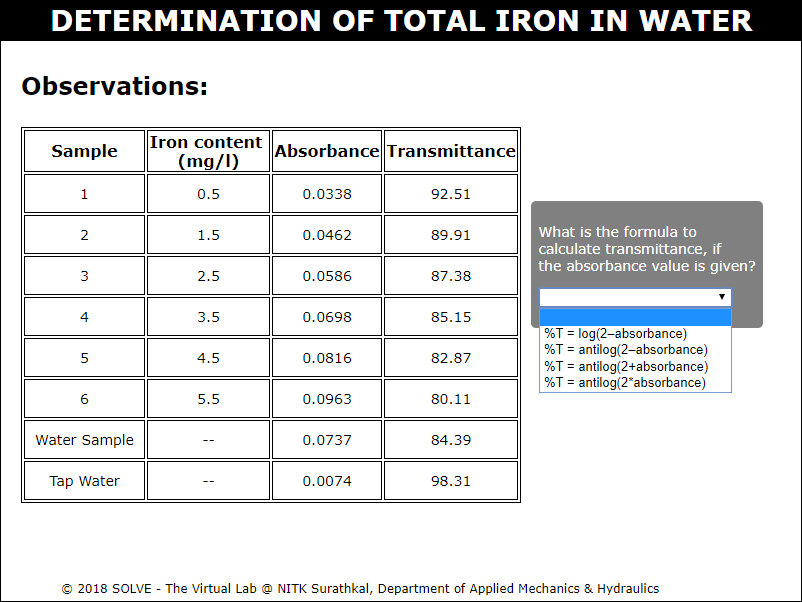 DETERMINATION OF TOTAL IRON IN WATER
Observations:
Sample Iron content (mg/l) Absorbance Transmittance
1 0.5 0.0338 92.51
2 1.5 0.0462 89.91
3 2.5 0.0586 87.38
4 3.5 0.0698 85.15
5 4.5 0.0816 82.87
6 5.5 0.0963 80.11
Water Sample -- 0.0737 84.39
Tap Water -- 0.0074 98.31
What is the formula to
calculate transmittance, if
the absorbance value is given?
%T = log(2–absorbance)
%T = antilog(2–absorbance)
%T = antilog(2+absorbance)
%T = antilog(2*absorbance)
© 2018 SOLVE - The Virtual Lab @ NITK Surathkal, Department of Applied Mechanics & Hydraulics